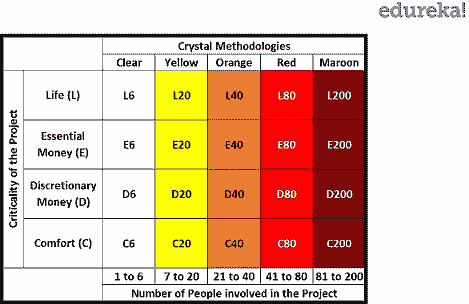 edureka!
Crystal Methodologies
Clear Yellow Orange Red Maroon
Criticality of the Project
Life (L) L6 L20 L40 L80 L200
Essential
Money (E) E6 E20 E40 E80 E200
Discretionary
Money (D) D6 D20 D40 D80 D200
Comfort (C) C6 C20 C40 C80 C200
1 to 6 7 to 20 21 to 40 41 to 80 81 to 200
Number of People involved in the Project